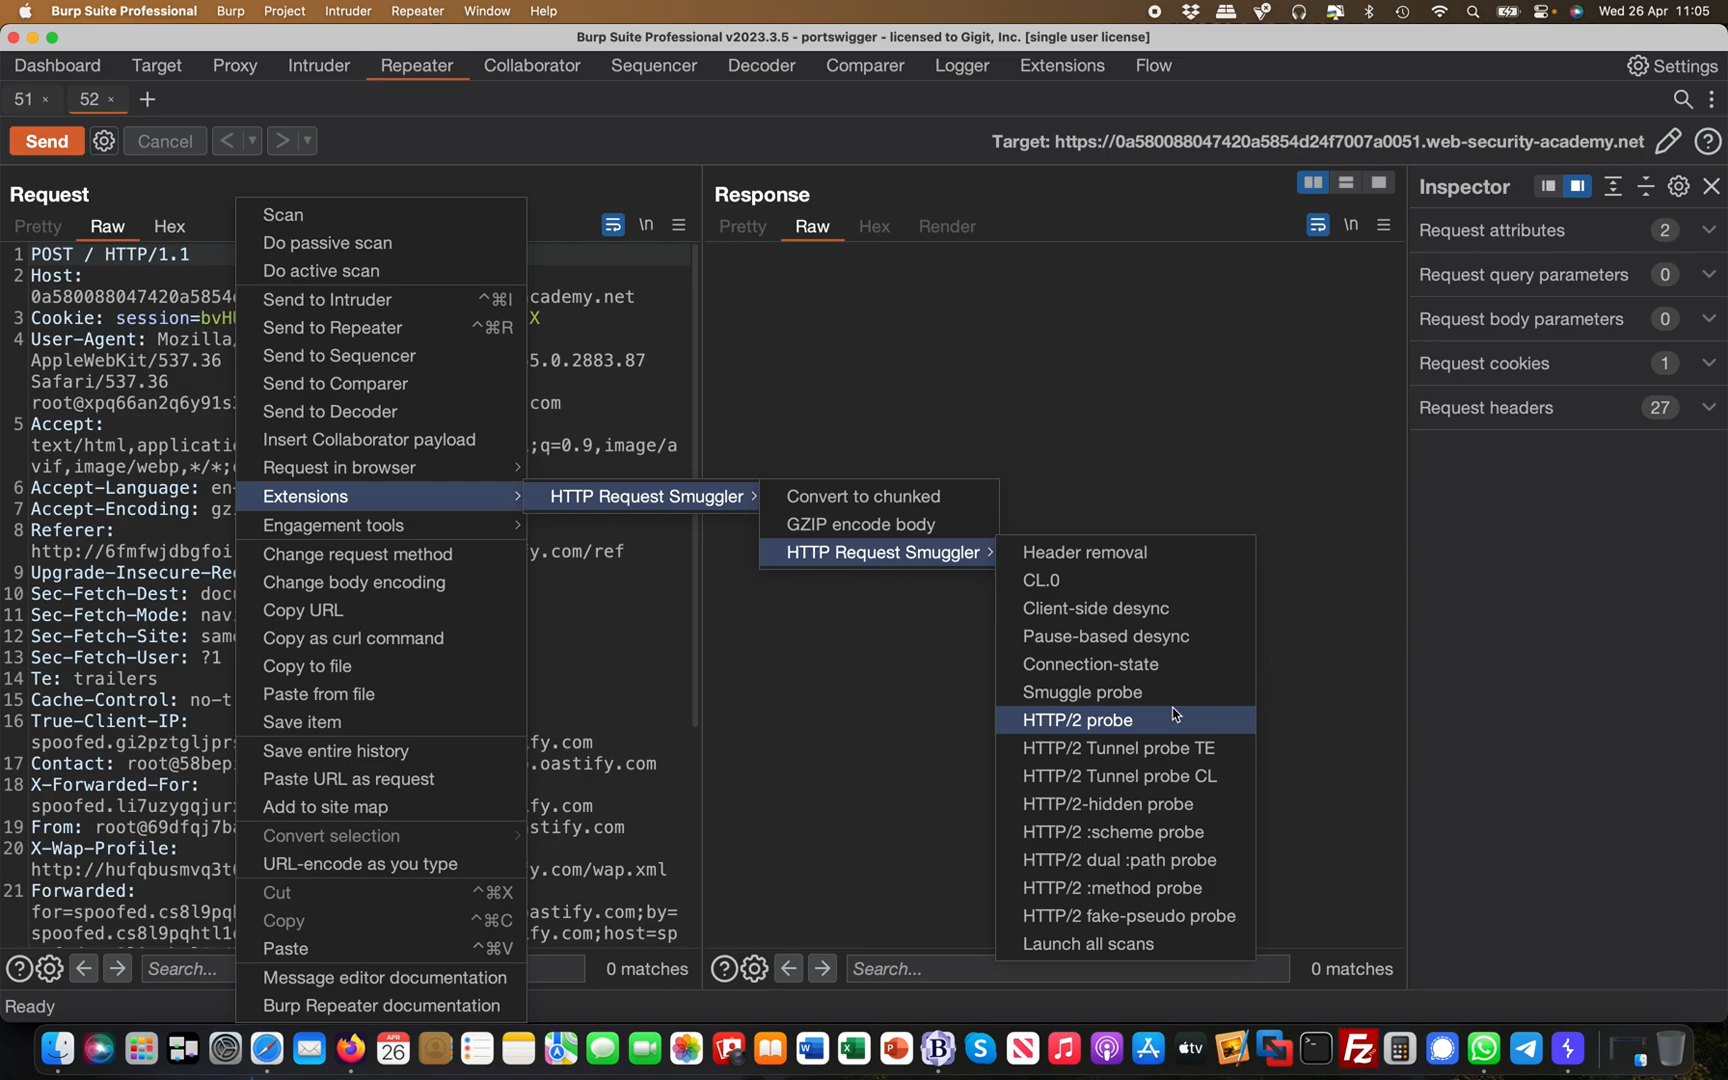 Burp Suite Professional Burp Project Intruder Repeater Window Help Wed 26 Apr 11:05
Burp Suite Professional v2023.3.5 - portswigger - licensed to Gigit, Inc. [single user license]
Dashboard Target Proxy Intruder Repeater Collaborator Sequencer Decoder Comparer Logger Extensions Flow Settings
51 × 52 × +
Send Cancel < > Target: https://0a580088047420a5854d24f7007a0051.web-security-academy.net
Request
Pretty Raw Hex \n
1 POST / HTTP/1.1
2 Host:
0a580088047420a5854 cademy.net
3 Cookie: session=bvH X
4 User-Agent: Mozilla
AppleWebKit/537.36 5.0.2883.87
Safari/537.36
root@xpq66an2q6y91s com
5 Accept:
text/html,applicati ;q=0.9,image/a
vif,image/webp,*/*;
6 Accept-Language: en-
7 Accept-Encoding: gz
8 Referer:
http://6fmfwjdbgfoi y.com/ref
9 Upgrade-Insecure-Re
10 Sec-Fetch-Dest: doc
11 Sec-Fetch-Mode: nav
12 Sec-Fetch-Site: sam
13 Sec-Fetch-User: ?1
14 Te: trailers
15 Cache-Control: no-t
16 True-Client-IP:
spoofed.gi2pztgljpr fy.com
17 Contact: root@58bep .oastify.com
18 X-Forwarded-For:
spoofed.li7uzygqjur fy.com
19 From: root@69dfqj7b stify.com
20 X-Wap-Profile:
http://hufqbusmvq3t y.com/wap.xml
21 Forwarded:
for=spoofed.cs8l9pq astify.com;by=
spoofed.cs8l9pqhtl1 fy.com;host=sp
Search... 0 matches
Ready
Scan
Do passive scan
Do active scan
Send to Intruder ^⌘I
Send to Repeater ^⌘R
Send to Sequencer
Send to Comparer
Send to Decoder
Insert Collaborator payload
Request in browser >
Extensions >
Engagement tools >
Change request method
Change body encoding
Copy URL
Copy as curl command
Copy to file
Paste from file
Save item
Save entire history
Paste URL as request
Add to site map
Convert selection >
URL-encode as you type
Cut ^⌘X
Copy ^⌘C
Paste ^⌘V
Message editor documentation
Burp Repeater documentation
HTTP Request Smuggler >
Convert to chunked
GZIP encode body
HTTP Request Smuggler >
Header removal
CL.0
Client-side desync
Pause-based desync
Connection-state
Smuggle probe
HTTP/2 probe
HTTP/2 Tunnel probe TE
HTTP/2 Tunnel probe CL
HTTP/2-hidden probe
HTTP/2 :scheme probe
HTTP/2 dual :path probe
HTTP/2 :method probe
HTTP/2 fake-pseudo probe
Launch all scans
Response
Pretty Raw Hex Render \n
Search... 0 matches
Inspector
Request attributes 2
Request query parameters 0
Request body parameters 0
Request cookies 1
Request headers 27
APR
26
tv